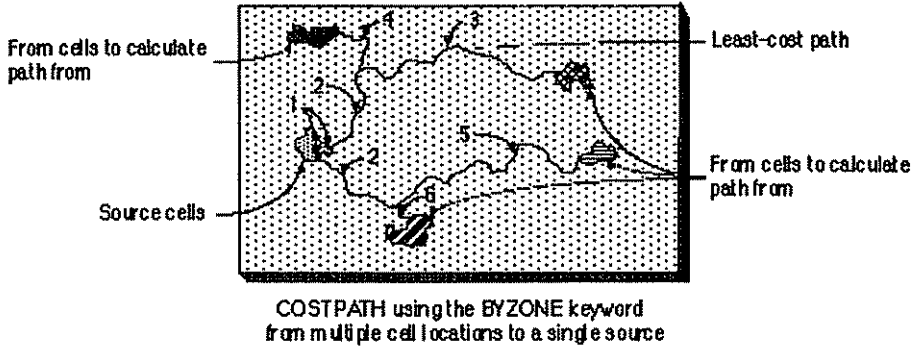 From cells to calculate
path from
Least-cost path
From cells to calculate
path from
Source cells
4
3
2
1
5
2
6
COSTPATH using the BYZONE keyword
from multiple cell locations to a single source